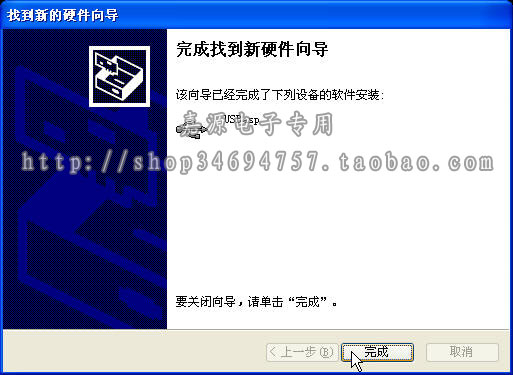 找到新的硬件向导
完成找到新硬件向导
该向导已经完成了下列设备的软件安装:
嘉源电子专用
http://shop34694757.taobao.com
要关闭向导，请单击“完成”。
< 上一步(B)
完成
取消